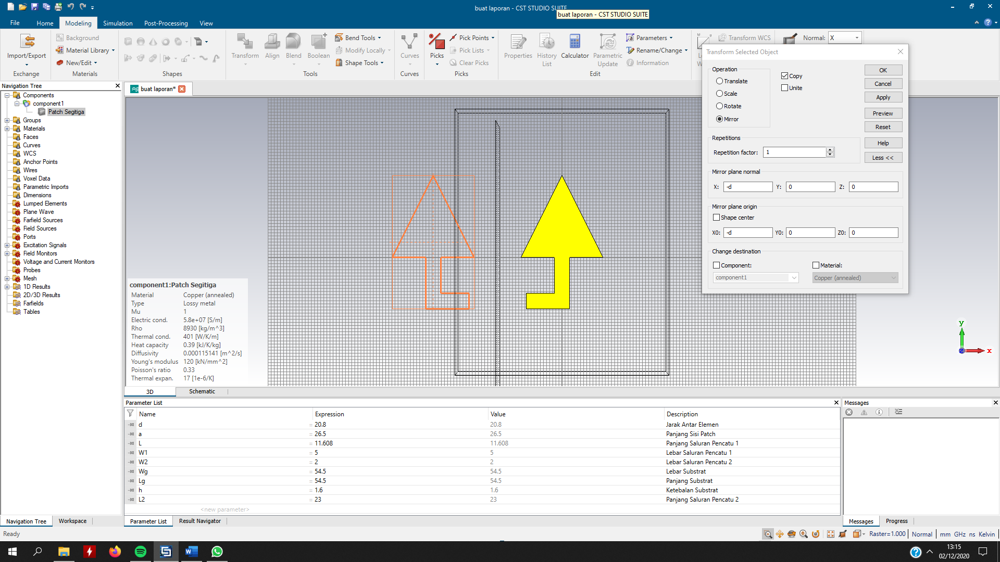 buat laporan - CST STUDIO SUITE
buat laporan - CST STUDIO SUITE
File Home Modeling Simulation Post-Processing View
Import/Export
Exchange
Background
Material Library
New/Edit
Materials
Shapes
Transform
Align
Blend
Boolean
Bend Tools
Modify Locally
Shape Tools
Tools
Curves
Curves
Picks
Pick Points
Pick Lists
Clear Picks
Picks
Properties
History List
Calculator
Parametric Update
Parameters
Rename/Change
Information
Edit
Transform WCS
Normal: X
Navigation Tree
Components
component1
Patch Segitiga
Groups
Materials
Faces
Curves
WCS
Anchor Points
Wires
Voxel Data
Parametric Imports
Dimensions
Lumped Elements
Plane Wave
Farfield Sources
Field Sources
Ports
Excitation Signals
Field Monitors
Voltage and Current Monitors
Probes
Mesh
1D Results
2D/3D Results
Farfields
Tables
Navigation Tree Workspace
buat laporan*
component1:Patch Segitiga
Material Copper (annealed)
Type Lossy metal
Mu 1
Electric cond. 5.8e+07 [S/m]
Rho 8930 [kg/m^3]
Thermal cond. 401 [W/K/m]
Heat capacity 0.39 [kJ/K/kg]
Diffusivity 0.000115141 [m^2/s]
Young's modulus 120 [kN/mm^2]
Poisson's ratio 0.33
Thermal expan. 17 [1e-6/K]
y
x
z
3D Schematic
Transform Selected Object
Operation
Translate
Scale
Rotate
Mirror
Copy
Unite
OK
Cancel
Apply
Preview
Reset
Help
Less <<
Repetitions
Repetition factor: 1
Mirror plane normal
X: -d Y: 0 Z: 0
Mirror plane origin
Shape center
X0: -d Y0: 0 Z0: 0
Change destination
Component: Material:
component1 Copper (annealed)
Parameter List
Name Expression Value Description
d = 20.8 20.8 Jarak Antar Elemen
a = 26.5 26.5 Panjang Sisi Patch
L = 11.608 11.608 Panjang Saluran Pencatu 1
W1 = 5 5 Lebar Saluran Pencatu 1
W2 = 2 2 Lebar Saluran Pencatu 2
Wg = 54.5 54.5 Lebar Substrat
Lg = 54.5 54.5 Panjang Substrat
h = 1.6 1.6 Ketebalan Substrat
L2 = 23 23 Panjang Saluran Pencatu 2
<new parameter>
Parameter List Result Navigator
Messages
Messages Progress
Ready
Raster=1.000 Normal mm GHz ns Kelvin
13:15
02/12/2020